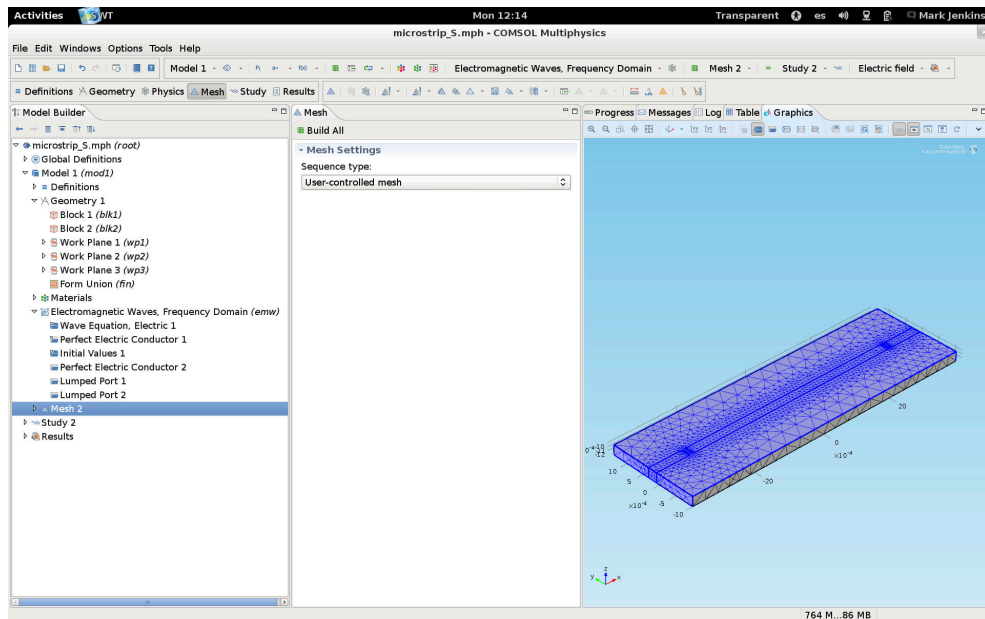 Activities SWT Mon 12:14 Transparent es Mark Jenkins
microstrip_S.mph - COMSOL Multiphysics
File Edit Windows Options Tools Help
Model 1 Electromagnetic Waves, Frequency Domain Mesh 2 Study 2 Electric field
Definitions Geometry Physics Mesh Study Results
Model Builder
microstrip_S.mph (root)
Global Definitions
Model 1 (mod1)
Definitions
Geometry 1
Block 1 (blk1)
Block 2 (blk2)
Work Plane 1 (wp1)
Work Plane 2 (wp2)
Work Plane 3 (wp3)
Form Union (fin)
Materials
Electromagnetic Waves, Frequency Domain (emw)
Wave Equation, Electric 1
Perfect Electric Conductor 1
Initial Values 1
Perfect Electric Conductor 2
Lumped Port 1
Lumped Port 2
Mesh 2
Study 2
Results
Mesh
Build All
Mesh Settings
Sequence type:
User-controlled mesh
Progress Messages Log Table Graphics
COMSOL
MULTIPHYSICS
20
0
×10⁻⁴
-20
10
5
0
×10⁻⁴
-5
-10
z
y
x
764 M...86 MB